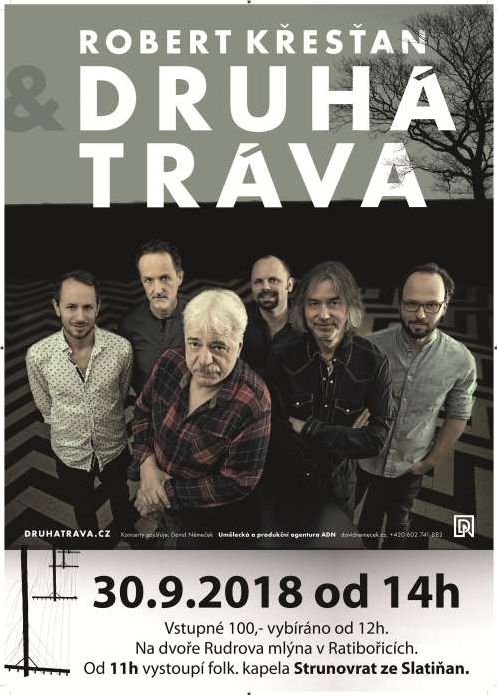 ROBERT KŘESŤAN
& DRUHÁ
TRÁVA
DRUHATRAVA.CZ Koncerty zajišťuje: David Němeček Umělecká a produkční agentura ADN davidnemecek.cz, +420 602 741 882
30.9.2018 od 14h
Vstupné 100,- vybíráno od 12h.
Na dvoře Rudrova mlýna v Ratibořicích.
Od 11h vystoupí folk. kapela Strunovrat ze Slatiňan.